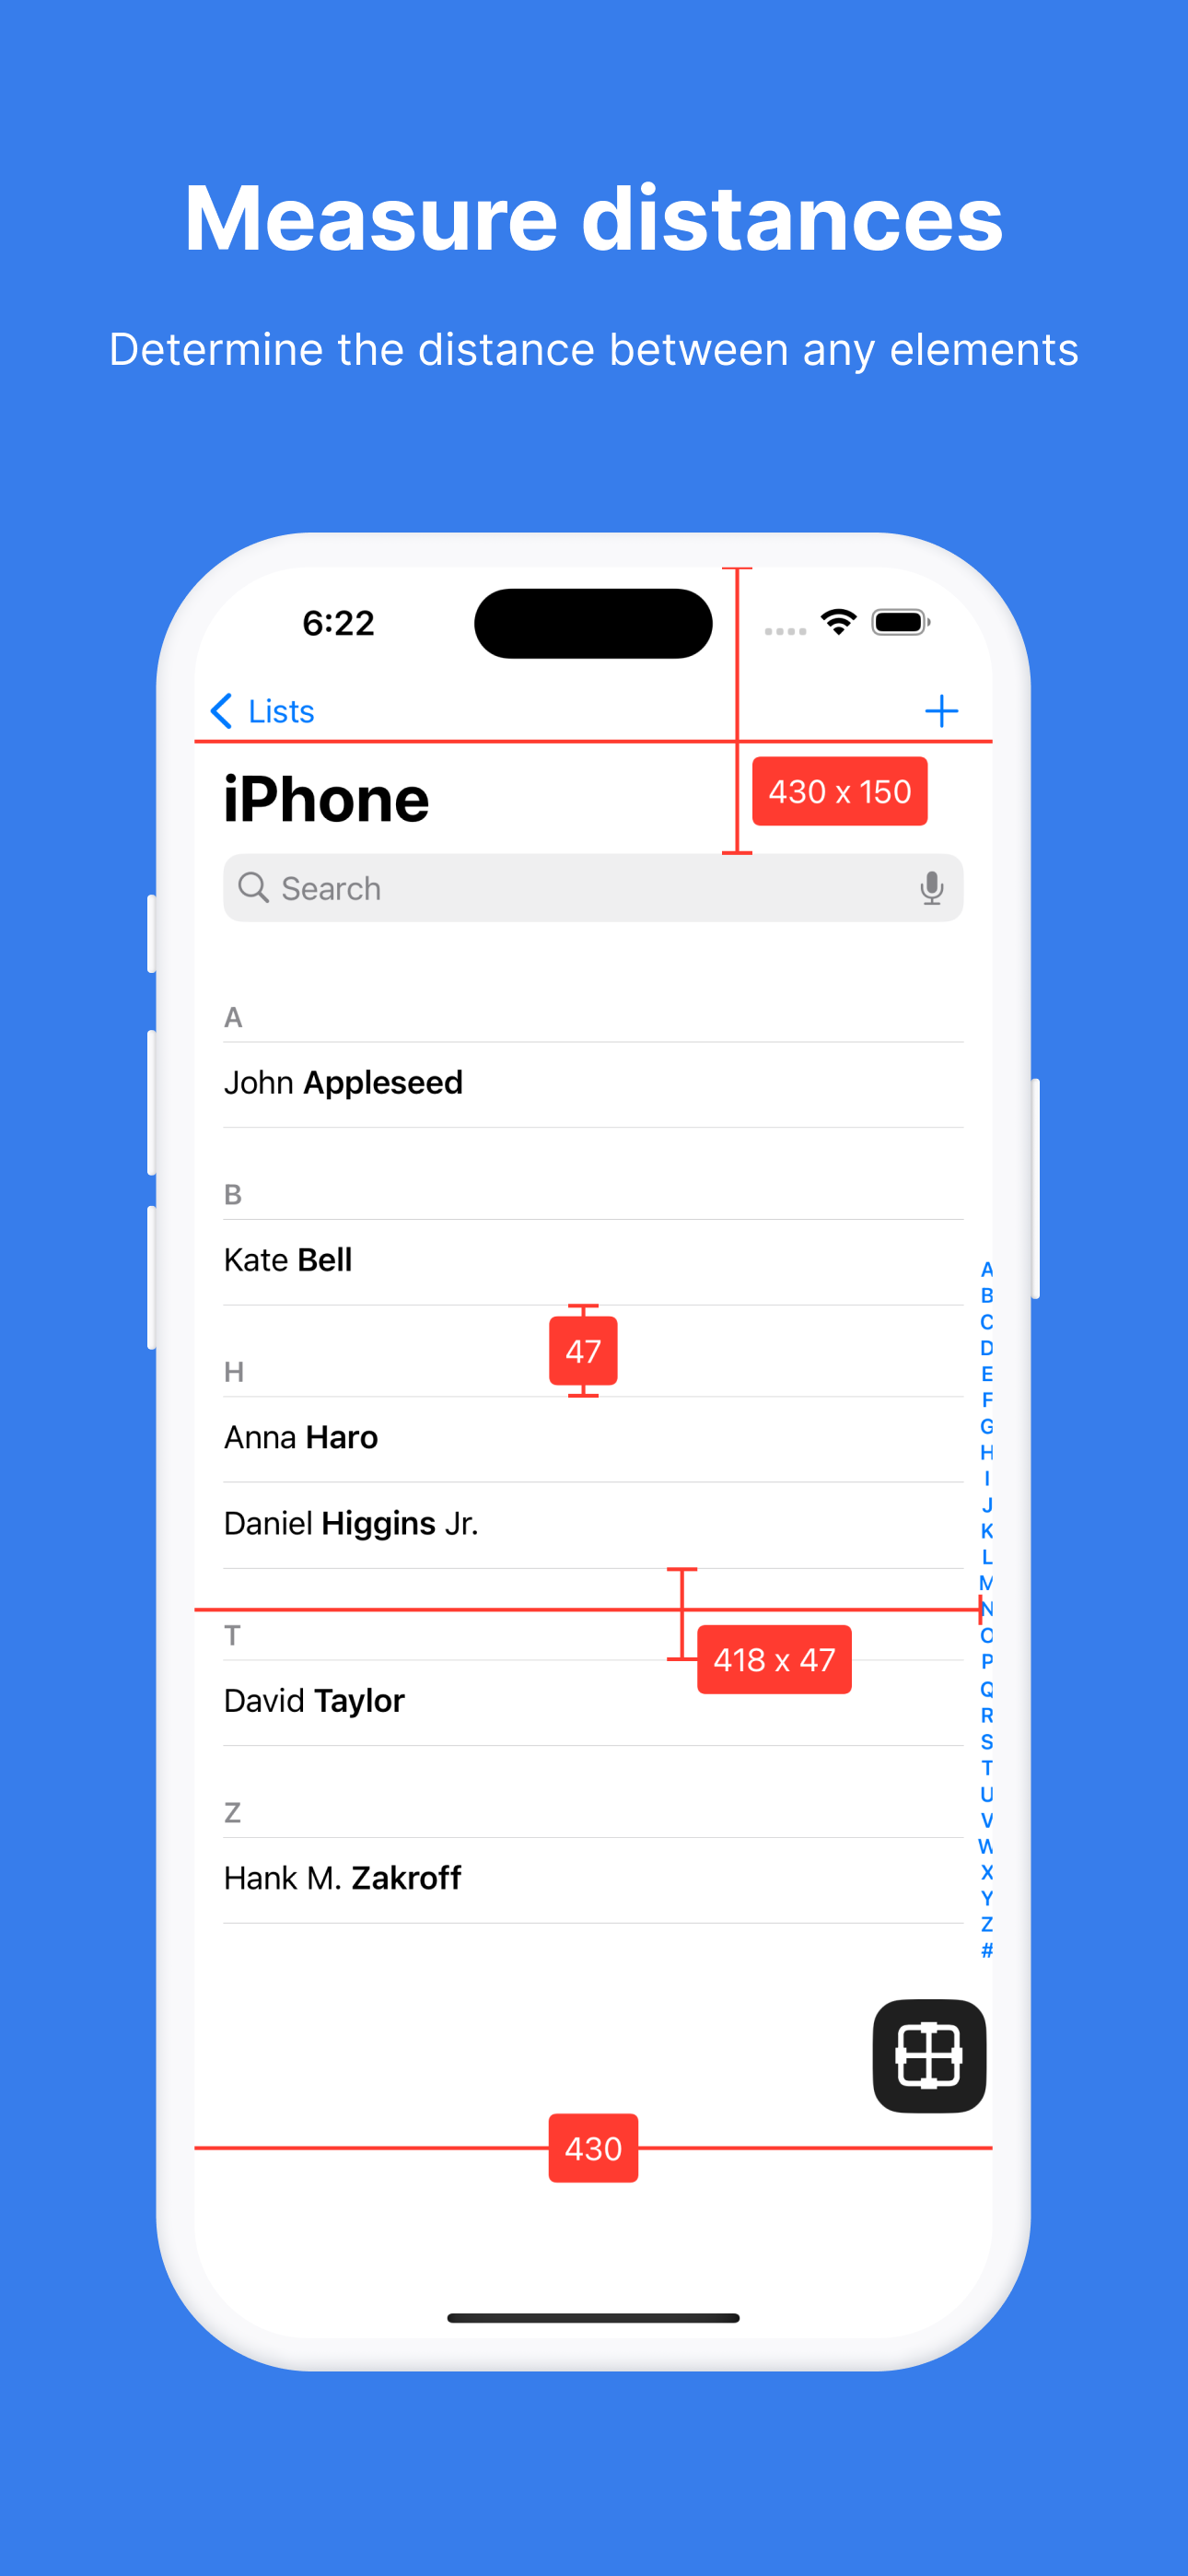 Measure distances
Determine the distance between any elements
6:22
Lists
iPhone
430 x 150
Search
A
John Appleseed
B
Kate Bell
47
H
Anna Haro
Daniel Higgins Jr.
T
418 x 47
David Taylor
Z
Hank M. Zakroff
A
B
C
D
E
F
G
H
I
J
K
L
M
N
O
P
Q
R
S
T
U
V
W
X
Y
Z
#
430